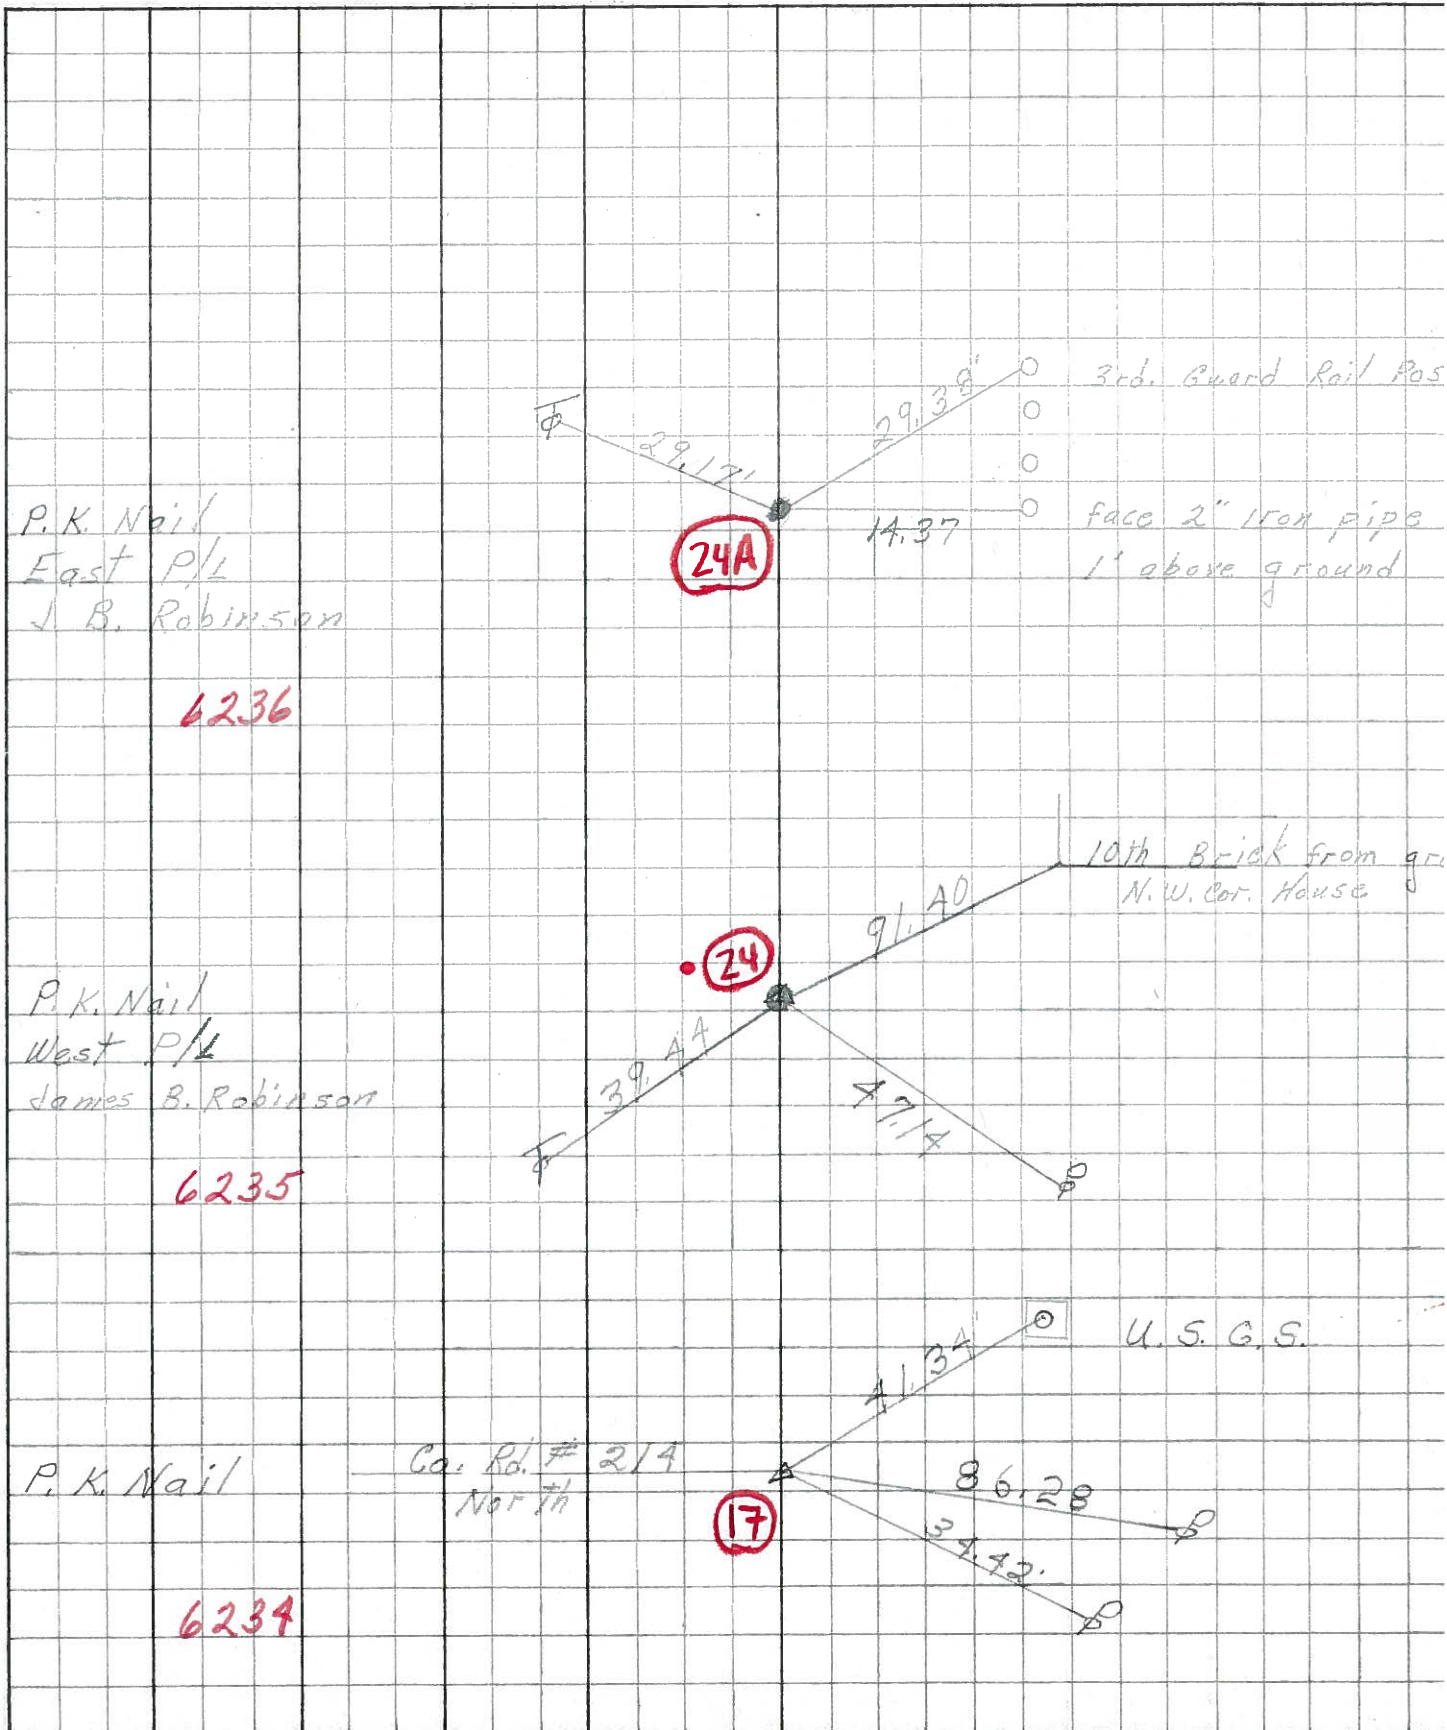 3rd. Guard Rail Pos
29.38'
29.17'
P.K. Nail
East P/L
J. B. Robinson
24A
14.37
face 2" Iron pipe
1' above ground
6236
10th Brick from gro
N.W. Cor. House
91.40
24
P.K. Nail
West P/L
James B. Robinson
39.44
47.14
6235
U.S.G.S.
41.34'
P.K. Nail
Co. Rd. # 214
North
17
86.28
34.42'
6234